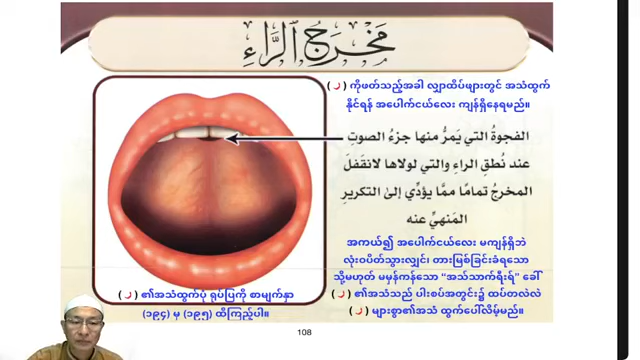 مَخْرَجُ الرَّاءِ
( ر ) ကိုဖတ်သည့်အခါ လျှာထိပ်ဖျားတွင် အသံထွက်
နိုင်ရန် အပေါက်ငယ်လေး ကျန်ရှိနေရမည်။
الفجوةُ التي يَمرُّ منها جزءُ الصوتِ
عند نُطقِ الراءِ والتي لولاها لانقَفلَ
المخرجُ تمامًا ممَّا يؤدِّي إلىٰ التكريرِ
المَنهيِّ عنه
အကယ်၍ အပေါက်ငယ်လေး မကျန်ရှိဘဲ
လုံးဝပိတ်သွားလျှင်၊ တားမြစ်ခြင်းခံရသော
သို့မဟုတ် မမှန်ကန်သော “အသ်သာက်ရီးရ်” ခေါ်
( ر ) ၏အသံသည် ပါးစပ်အတွင်း၌ ထပ်တလဲလဲ
( ر ) များစွာ၏အသံ ထွက်ပေါ်လိမ့်မည်။
( ر ) ၏အသံထွက်ပုံ ရုပ်ပြကို စာမျက်နှာ
(၁၉၄) မှ (၁၉၅) ထိကြည့်ပါ။
108